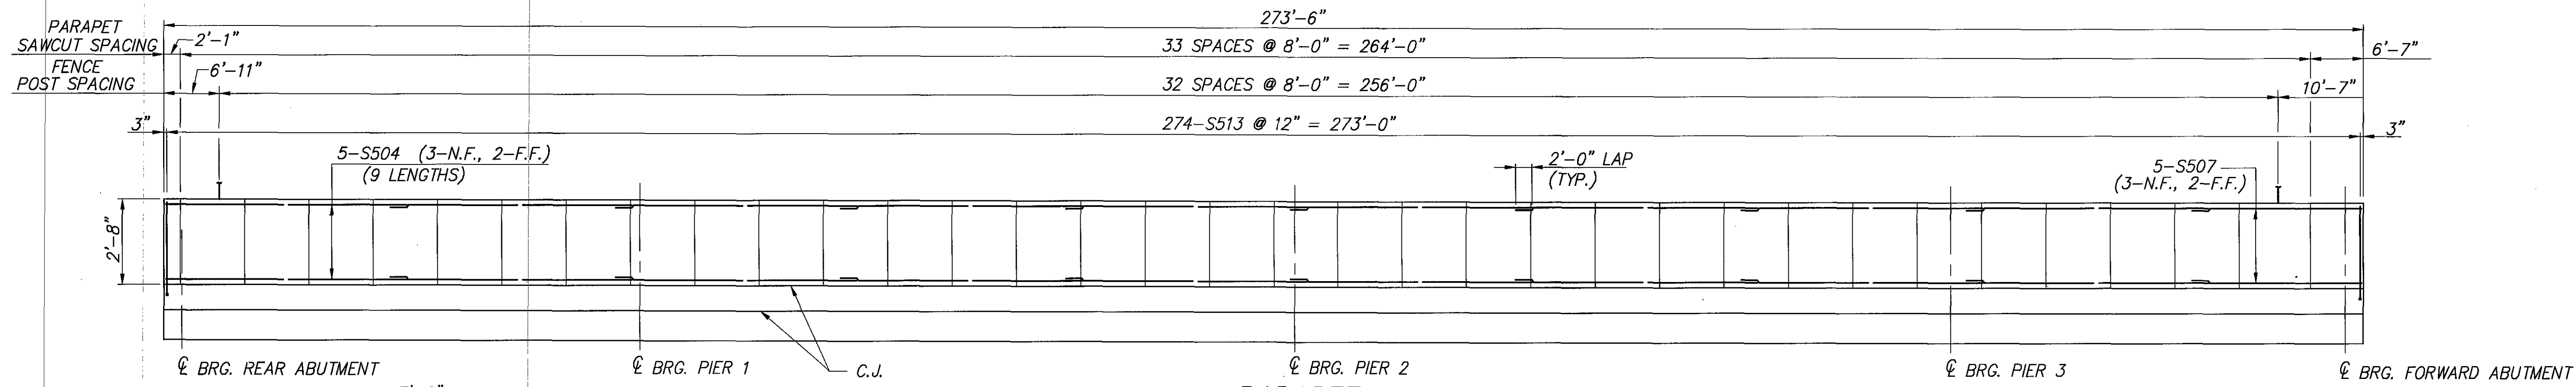 273'-6"
PARAPET
SAWCUT SPACING
2'-1"
33 SPACES @ 8'-0" = 264'-0"
6'-7"
FENCE
POST SPACING
6'-11"
32 SPACES @ 8'-0" = 256'-0"
10'-7"
3"
274-S513 @ 12" = 273'-0"
3"
5-S504 (3-N.F., 2-F.F.)
(9 LENGTHS)
2'-0" LAP
(TYP.)
5-S507
(3-N.F., 2-F.F.)
2'-8"
℄ BRG. REAR ABUTMENT
℄ BRG. PIER 1
C.J.
℄ BRG. PIER 2
℄ BRG. PIER 3
℄ BRG. FORWARD ABUTMENT